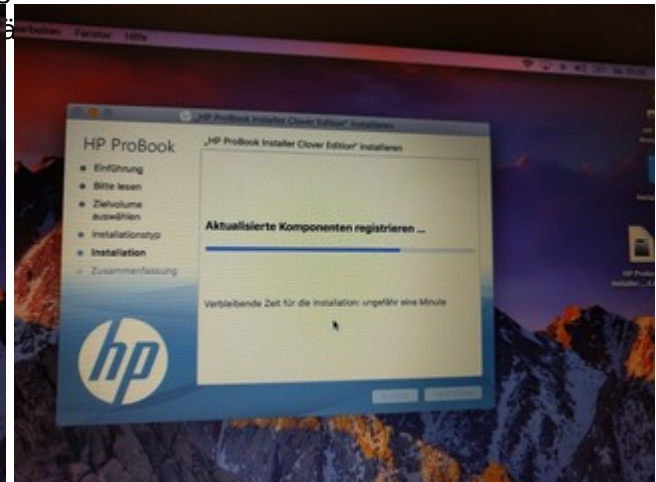 Fenster Hilfe
„HP ProBook Installer Clover Edition“ installieren
HP ProBook
„HP ProBook Installer Clover Edition“ installieren
Einführung
Bitte lesen
Zielvolume
auswählen
Installationstyp
Installation
Zusammenfassung
Aktualisierte Komponenten registrieren ...
Verbleibende Zeit für die Installation: ungefähr eine Minute
hp